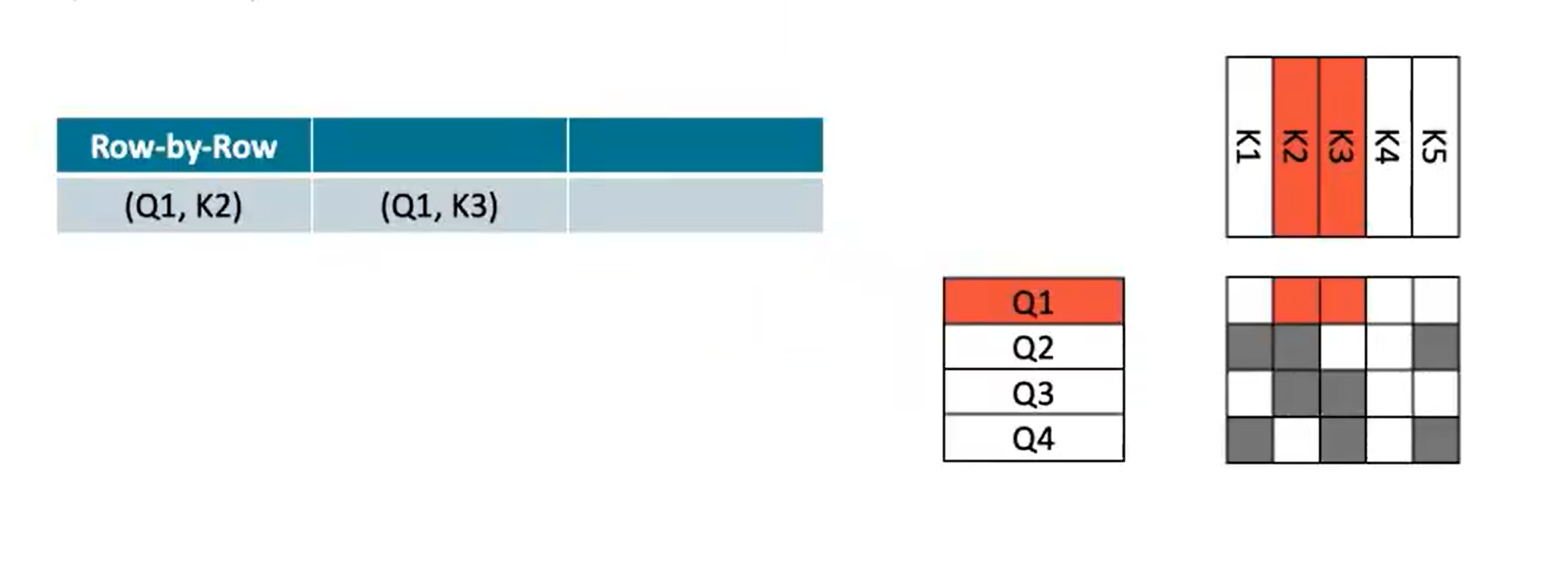 Row-by-Row
(Q1, K2) (Q1, K3)
K1 K2 K3 K4 K5
Q1
Q2
Q3
Q4